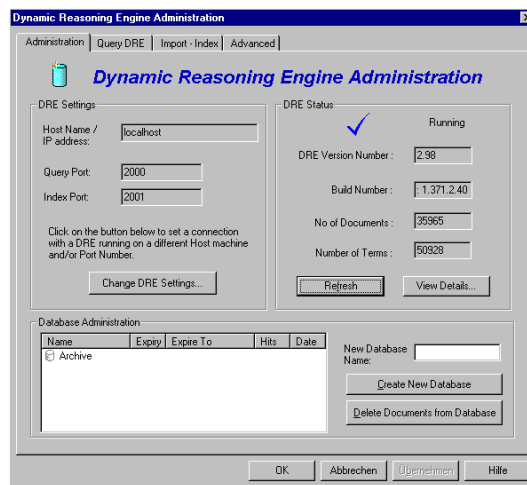 Dynamic Reasoning Engine Administration
Administration Query DRE Import - Index Advanced
Dynamic Reasoning Engine Administration
DRE Settings
Host Name /
IP address:
localhost
Query Port: 2000
Index Port: 2001
Click on the button below to set a connection
with a DRE running on a different Host machine
and/or Port Number.
Change DRE Settings...
DRE Status
Running
DRE Version Number : 2.98
Build Number : : 1.371.2.40
No of Documents : 35965
Number of Terms : 50928
Refresh View Details...
Database Administration
Name Expiry Expire To Hits Date
Archive
New Database
Name:
Create New Database
Delete Documents from Database
OK Abbrechen Übernehmen Hilfe